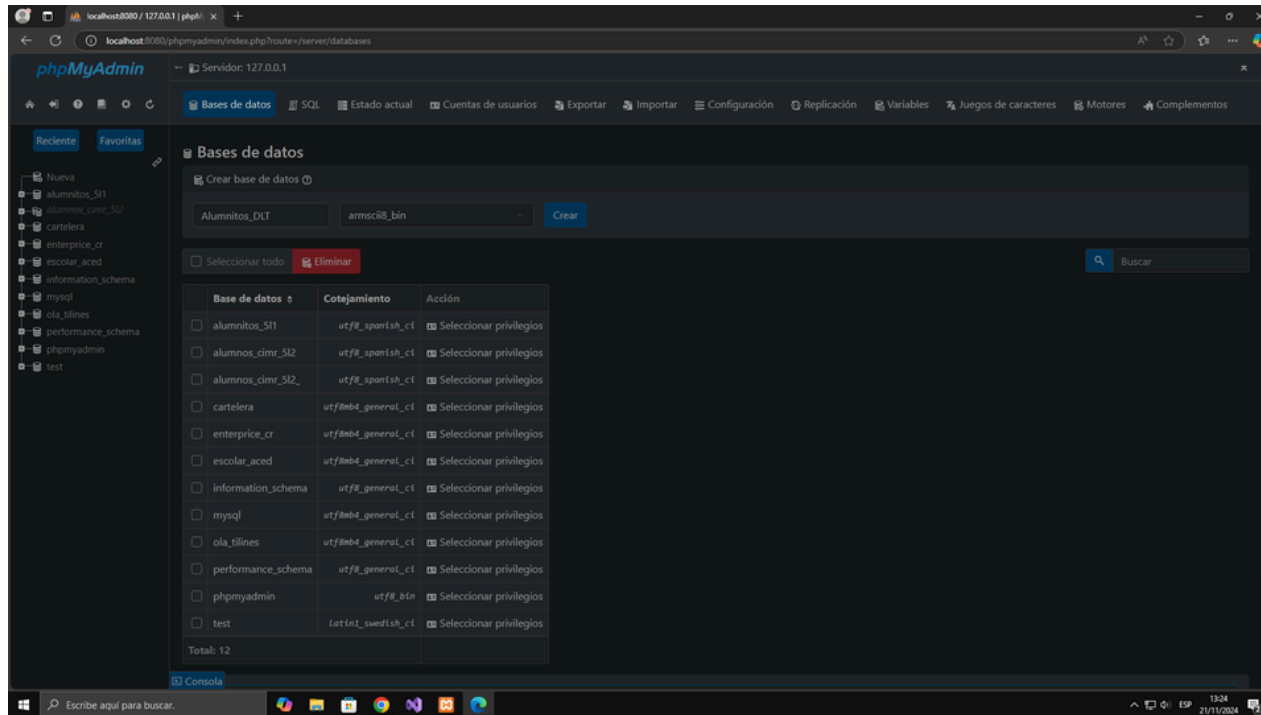 localhost:8080 / 127.0.0.1 | phpM
localhost:8080/phpmyadmin/index.php?route=/server/databases
phpMyAdmin
Servidor: 127.0.0.1
Bases de datos SQL Estado actual Cuentas de usuarios Exportar Importar Configuración Replicación Variables Juegos de caracteres Motores Complementos
Reciente Favoritas
Nueva
alumnitos_5l1
alumnos_cimr_5l2
cartelera
enterprice_cr
escolar_aced
information_schema
mysql
ola_tilines
performance_schema
phpmyadmin
test
Bases de datos
Crear base de datos
Alumnitos_DLT armscii8_bin Crear
Seleccionar todo Eliminar Buscar
Base de datos Cotejamiento Acción
alumnitos_5l1 utf8_spanish_ci Seleccionar privilegios
alumnos_cimr_5l2 utf8_spanish_ci Seleccionar privilegios
alumnos_cimr_5l2_ utf8_spanish_ci Seleccionar privilegios
cartelera utf8mb4_general_ci Seleccionar privilegios
enterprice_cr utf8mb4_general_ci Seleccionar privilegios
escolar_aced utf8mb4_general_ci Seleccionar privilegios
information_schema utf8_general_ci Seleccionar privilegios
mysql utf8mb4_general_ci Seleccionar privilegios
ola_tilines utf8mb4_general_ci Seleccionar privilegios
performance_schema utf8_general_ci Seleccionar privilegios
phpmyadmin utf8_bin Seleccionar privilegios
test latin1_swedish_ci Seleccionar privilegios
Total: 12
Consola
Escribe aquí para buscar.
ESP
13:24
21/11/2024